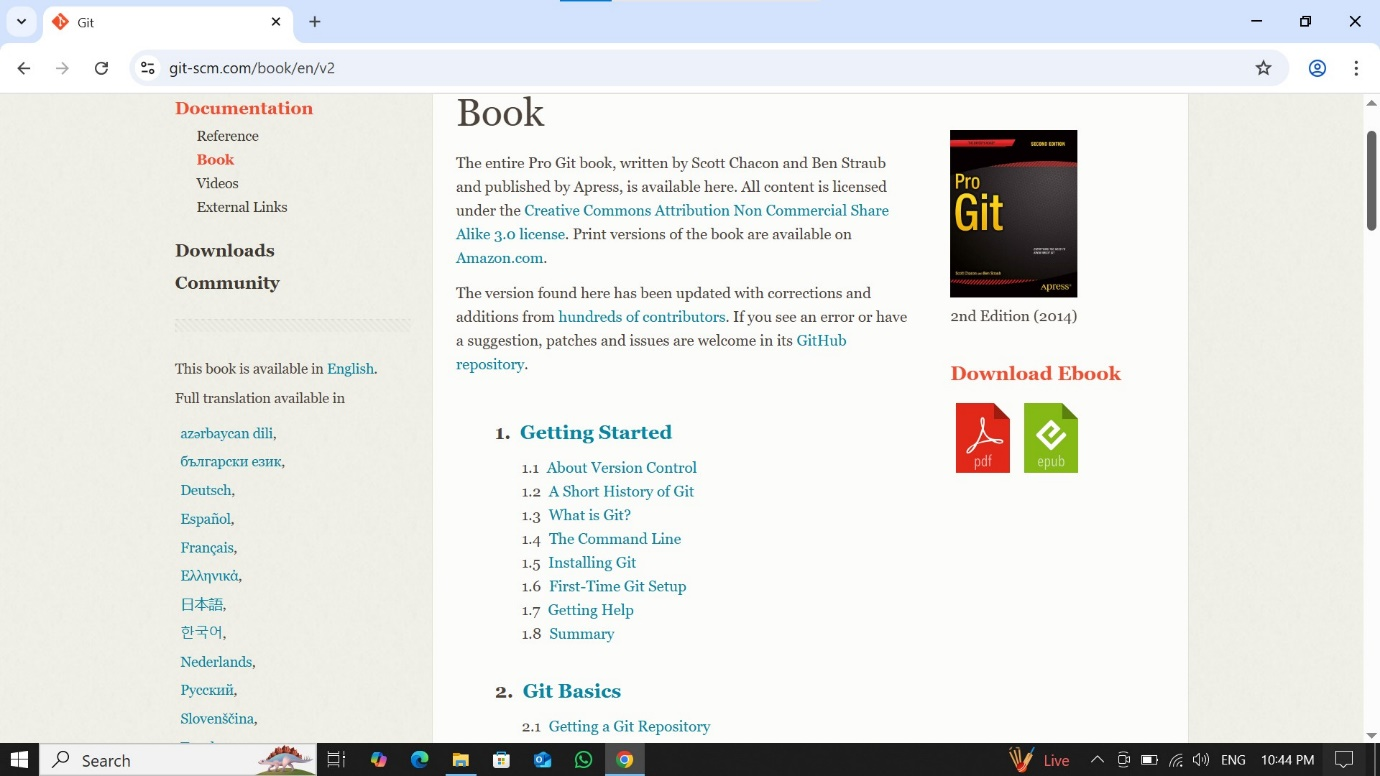 Git
git-scm.com/book/en/v2
Documentation
Reference
Book
Videos
External Links
Downloads
Community
This book is available in English.
Full translation available in
azərbaycan dili,
български език,
Deutsch,
Español,
Français,
Ελληνικά,
日本語,
한국어,
Nederlands,
Русский,
Slovenščina,
Book
The entire Pro Git book, written by Scott Chacon and Ben Straub
and published by Apress, is available here. All content is licensed
under the Creative Commons Attribution Non Commercial Share
Alike 3.0 license. Print versions of the book are available on
Amazon.com.
The version found here has been updated with corrections and
additions from hundreds of contributors. If you see an error or have
a suggestion, patches and issues are welcome in its GitHub
repository.
1. Getting Started
1.1 About Version Control
1.2 A Short History of Git
1.3 What is Git?
1.4 The Command Line
1.5 Installing Git
1.6 First-Time Git Setup
1.7 Getting Help
1.8 Summary
2. Git Basics
2.1 Getting a Git Repository
SECOND EDITION
Pro
Git
Scott Chacon and Ben Straub
Apress®
2nd Edition (2014)
Download Ebook
pdf
epub
Search
Live
ENG
10:44 PM